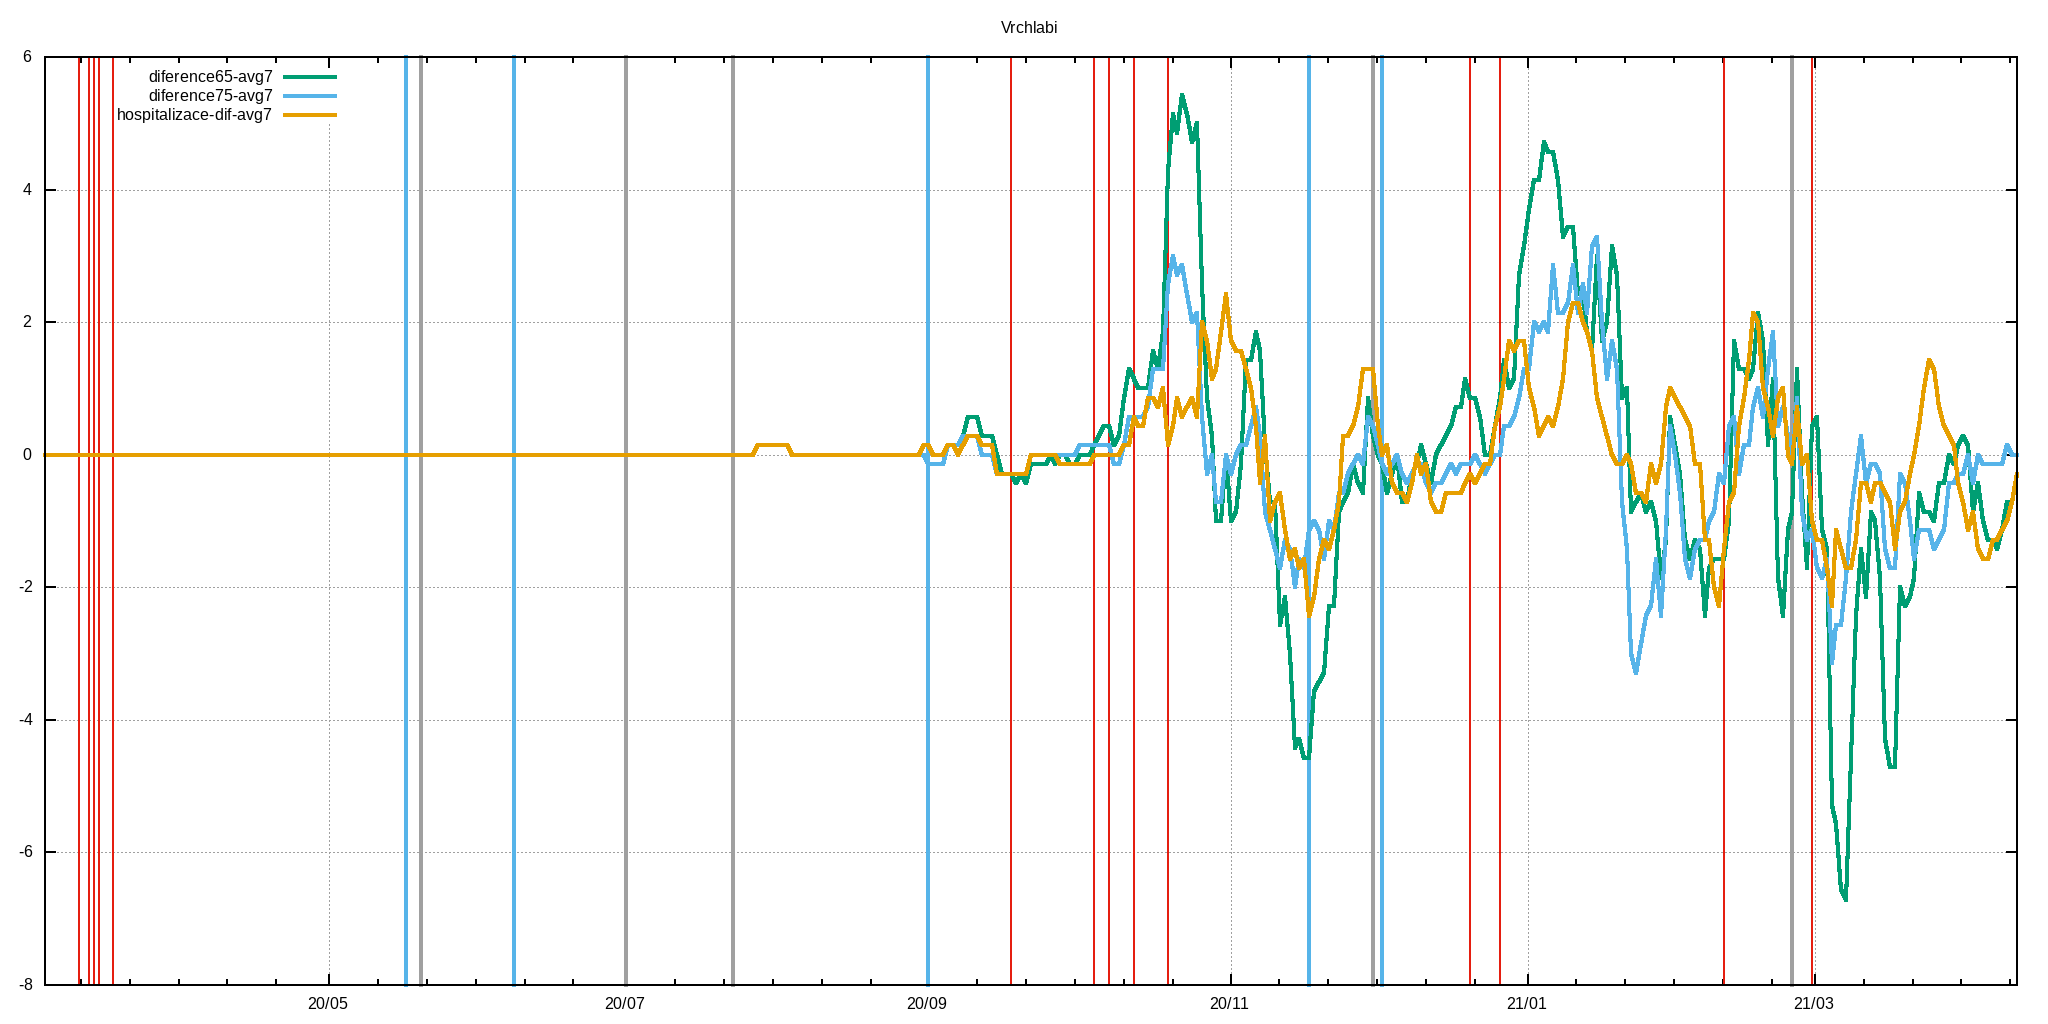 Vrchlabi
6
diference65-avg7
diference75-avg7
hospitalizace-dif-avg7
4
2
0
-2
-4
-6
-8
20/05 20/07 20/09 20/11 21/01 21/03